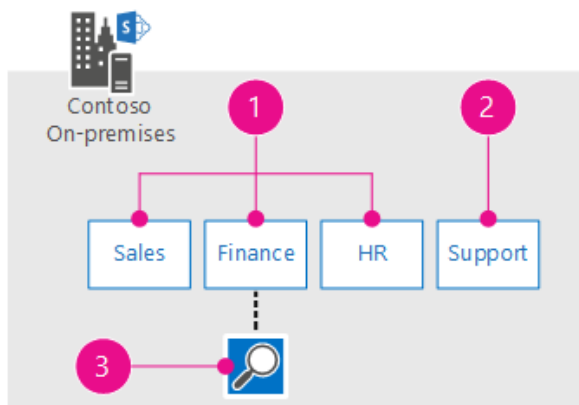 S
Contoso
On-premises
1
2
Sales
Finance
HR
Support
3